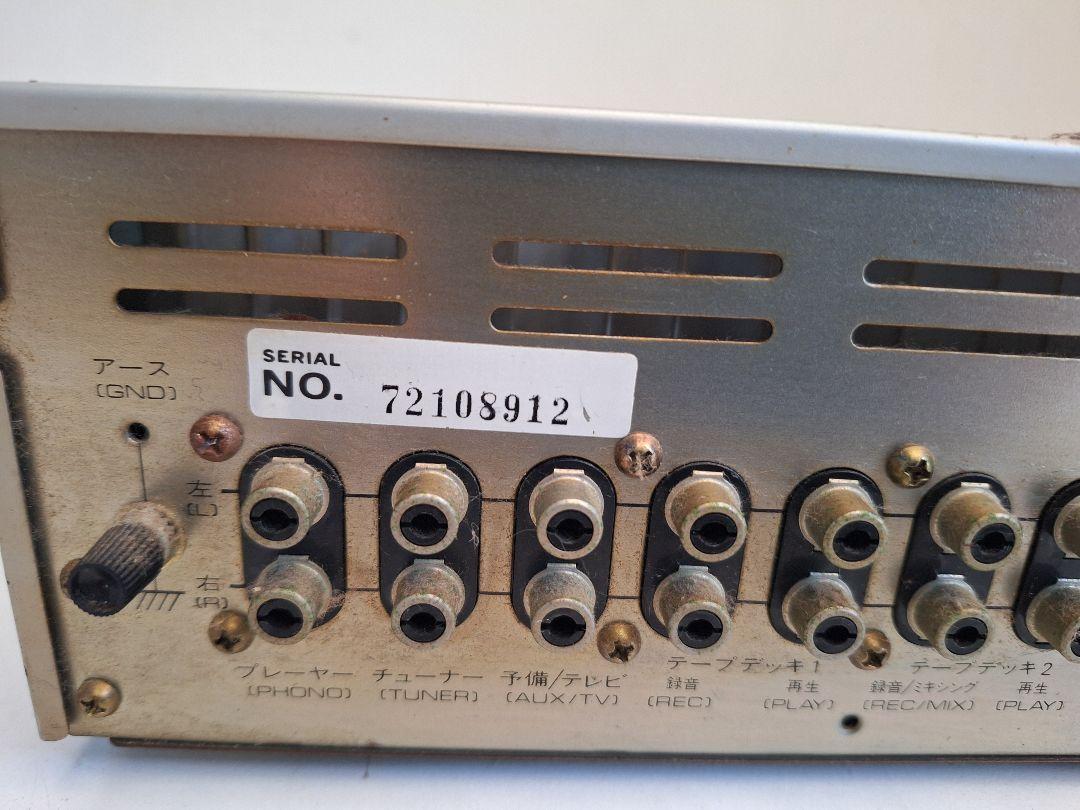 SERIAL
NO. 72108912
アース
(GND)
左
(L)
右
(R)
プレーヤー チューナー 予備/テレビ テープデッキ1 テープデッキ2
録音 再生 録音/ミキシング 再生
(PHONO) (TUNER) (AUX/TV) (REC) (PLAY) (REC/MIX) (PLAY)